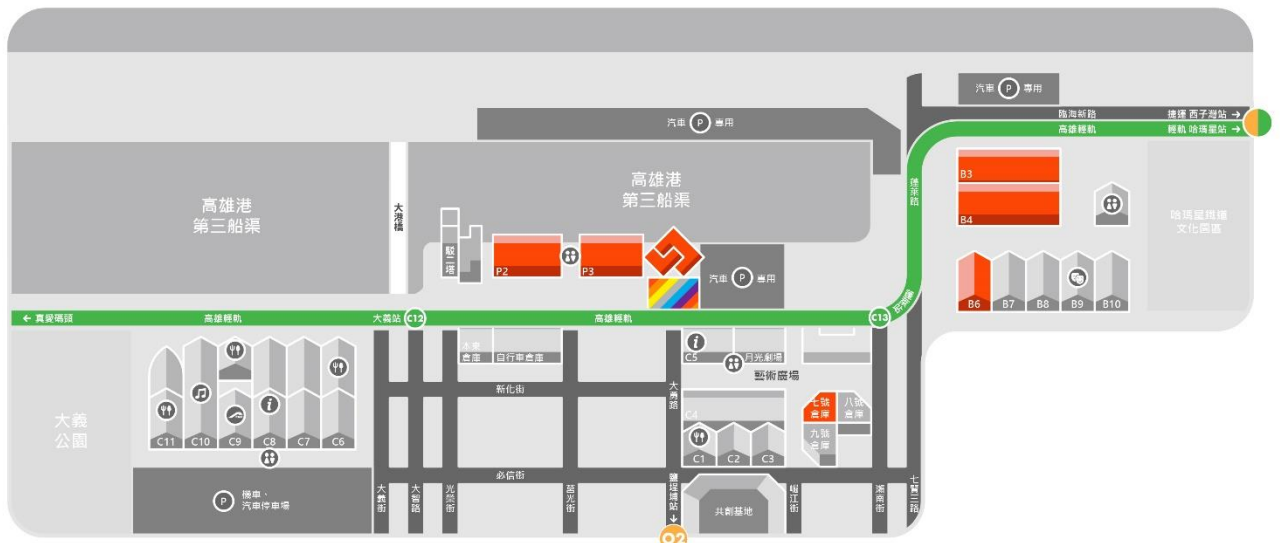 汽車 P 專用
臨海新路
捷運 西子灣站 →
高雄輕軌
輕軌 哈瑪星站 →
汽車 P 專用
高雄港
第三船渠
大港橋
高雄港
第三船渠
蓬萊路
B3
B4
哈瑪星鐵道
文化園區
駁二塔
P2
P3
汽車 P 專用
B6
B7
B8
B9
B10
← 真愛碼頭
高雄輕軌
大義站
C12
高雄輕軌
C13
倉庫
自行車倉庫
C5
月光劇場
藝術廣場
新化街
大勇路
七號
倉庫
八號
倉庫
九號
倉庫
C4
C1
C2
C3
大義
公園
C11
C10
C9
C8
C7
C6
必信街
P
機車、
汽車停車場
大義街
大智路
光榮街
莒光街
鹽埕埔站
↓
O2
共創基地
瀨南街
七賢三路